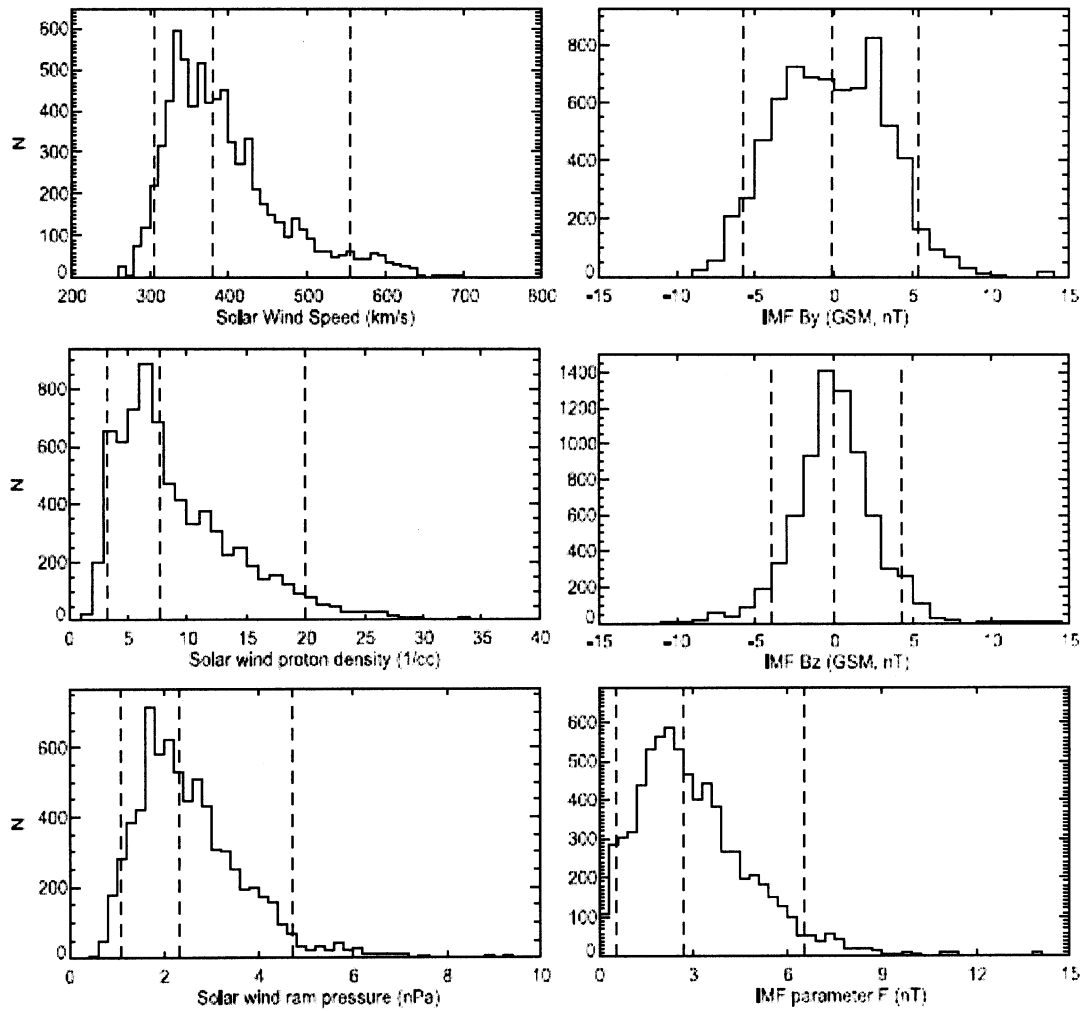 600
500
400
300
200
100
0
N
200 300 400 500 600 700 800
Solar Wind Speed (km/s)
800
600
400
200
0
-15 -10 -5 0 5 10 15
IMF By (GSM, nT)
800
600
400
200
0
N
0 5 10 15 20 25 30 35 40
Solar wind proton density (1/cc)
1400
1200
1000
800
600
400
200
0
-15 -10 -5 0 5 10 15
IMF Bz (GSM, nT)
600
400
200
0
N
0 2 4 6 8 10
Solar wind ram pressure (nPa)
600
500
400
300
200
100
0
0 3 6 9 12 15
IMF parameter F (nT)